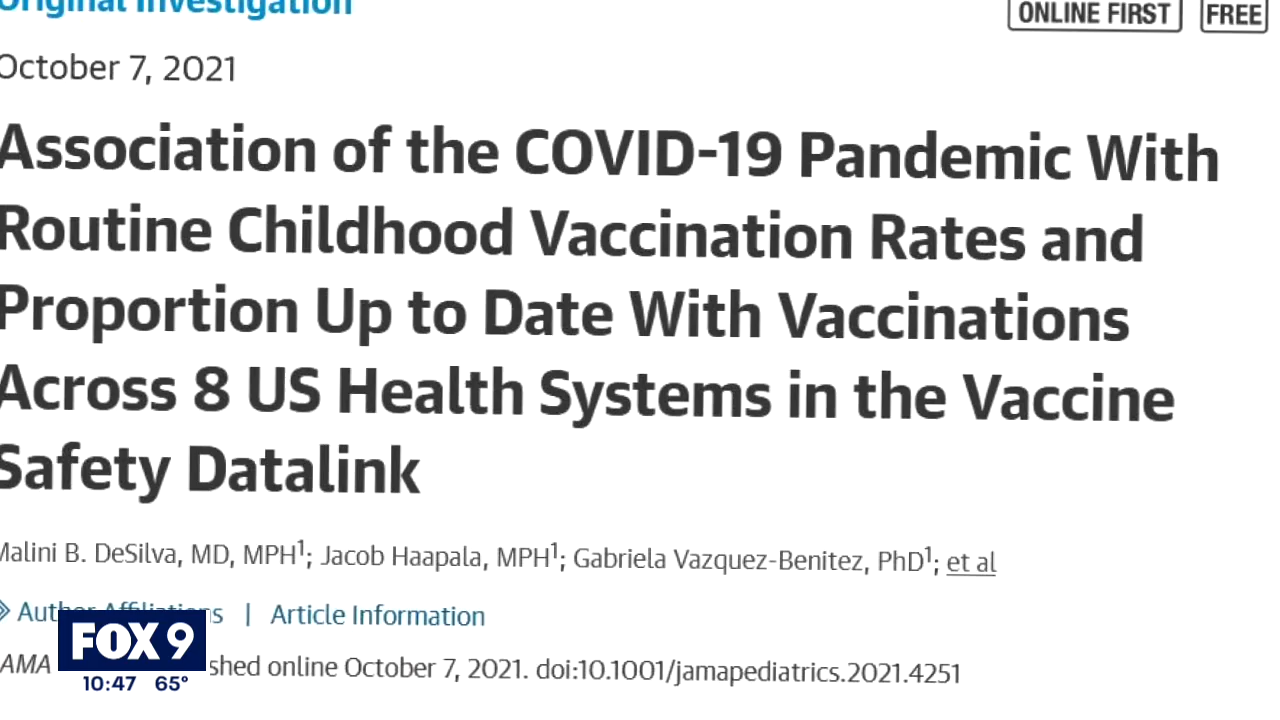 Original Investigation
ONLINE FIRST
FREE
October 7, 2021
Association of the COVID-19 Pandemic With
Routine Childhood Vaccination Rates and
Proportion Up to Date With Vaccinations
Across 8 US Health Systems in the Vaccine
Safety Datalink
Malini B. DeSilva, MD, MPH1; Jacob Haapala, MPH1; Gabriela Vazquez-Benitez, PhD1; et al
Author Affiliations | Article Information
JAMA shed online October 7, 2021. doi:10.1001/jamapediatrics.2021.4251
FOX 9
10:47 65°